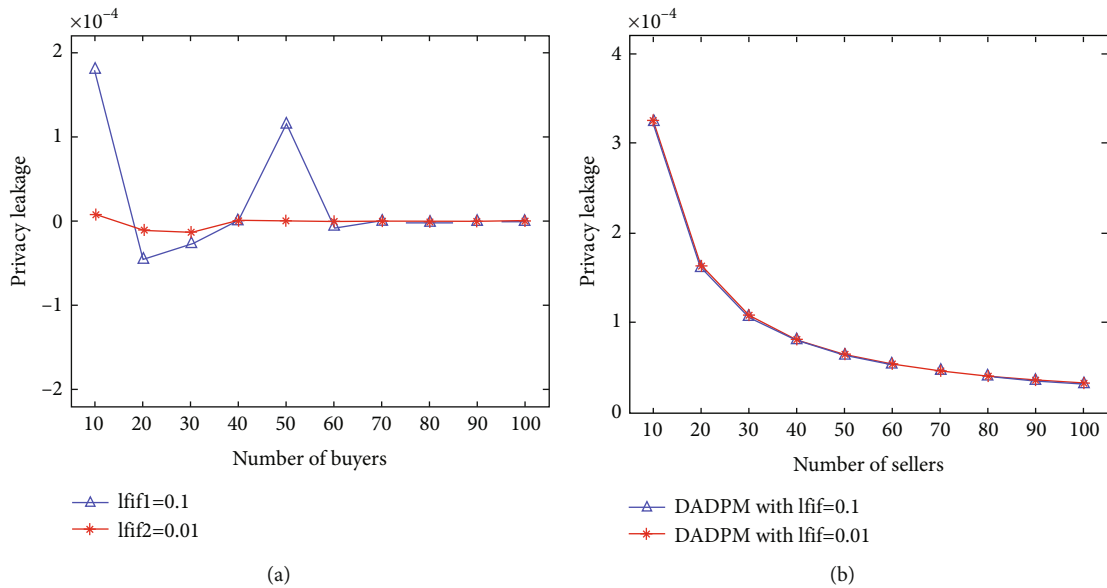 ×10⁻⁴
2
1
0
−1
−2
Privacy leakage
10 20 30 40 50 60 70 80 90 100
Number of buyers
lfif1=0.1
lfif2=0.01
(a)
×10⁻⁴
4
3
2
1
0
Privacy leakage
10 20 30 40 50 60 70 80 90 100
Number of sellers
DADPM with lfif=0.1
DADPM with lfif=0.01
(b)